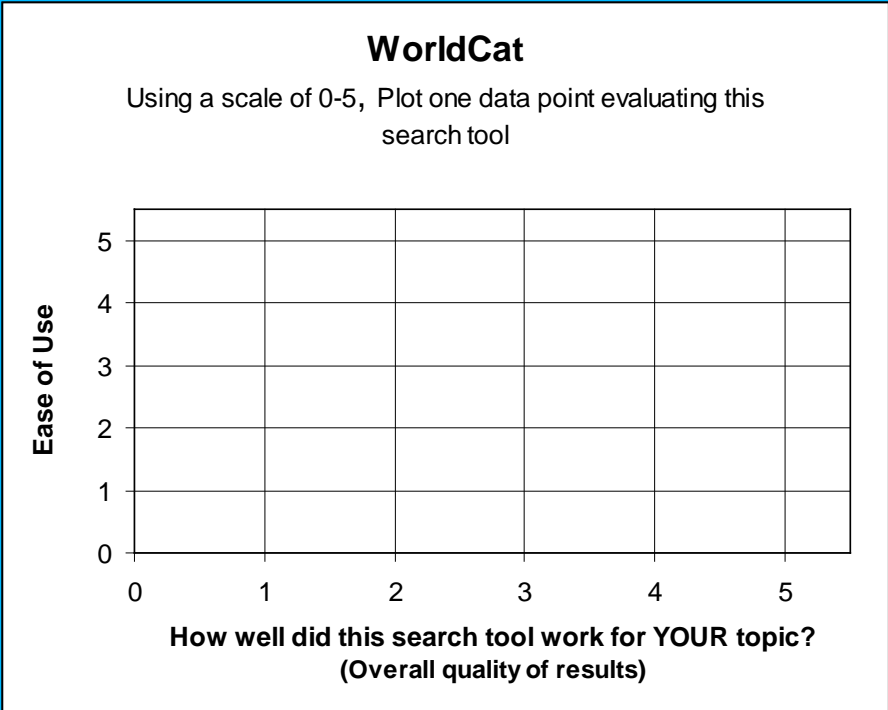 WorldCat
Using a scale of 0-5, Plot one data point evaluating this
search tool
5
4
3
2
1
0
Ease of Use
0 1 2 3 4 5
How well did this search tool work for YOUR topic?
(Overall quality of results)